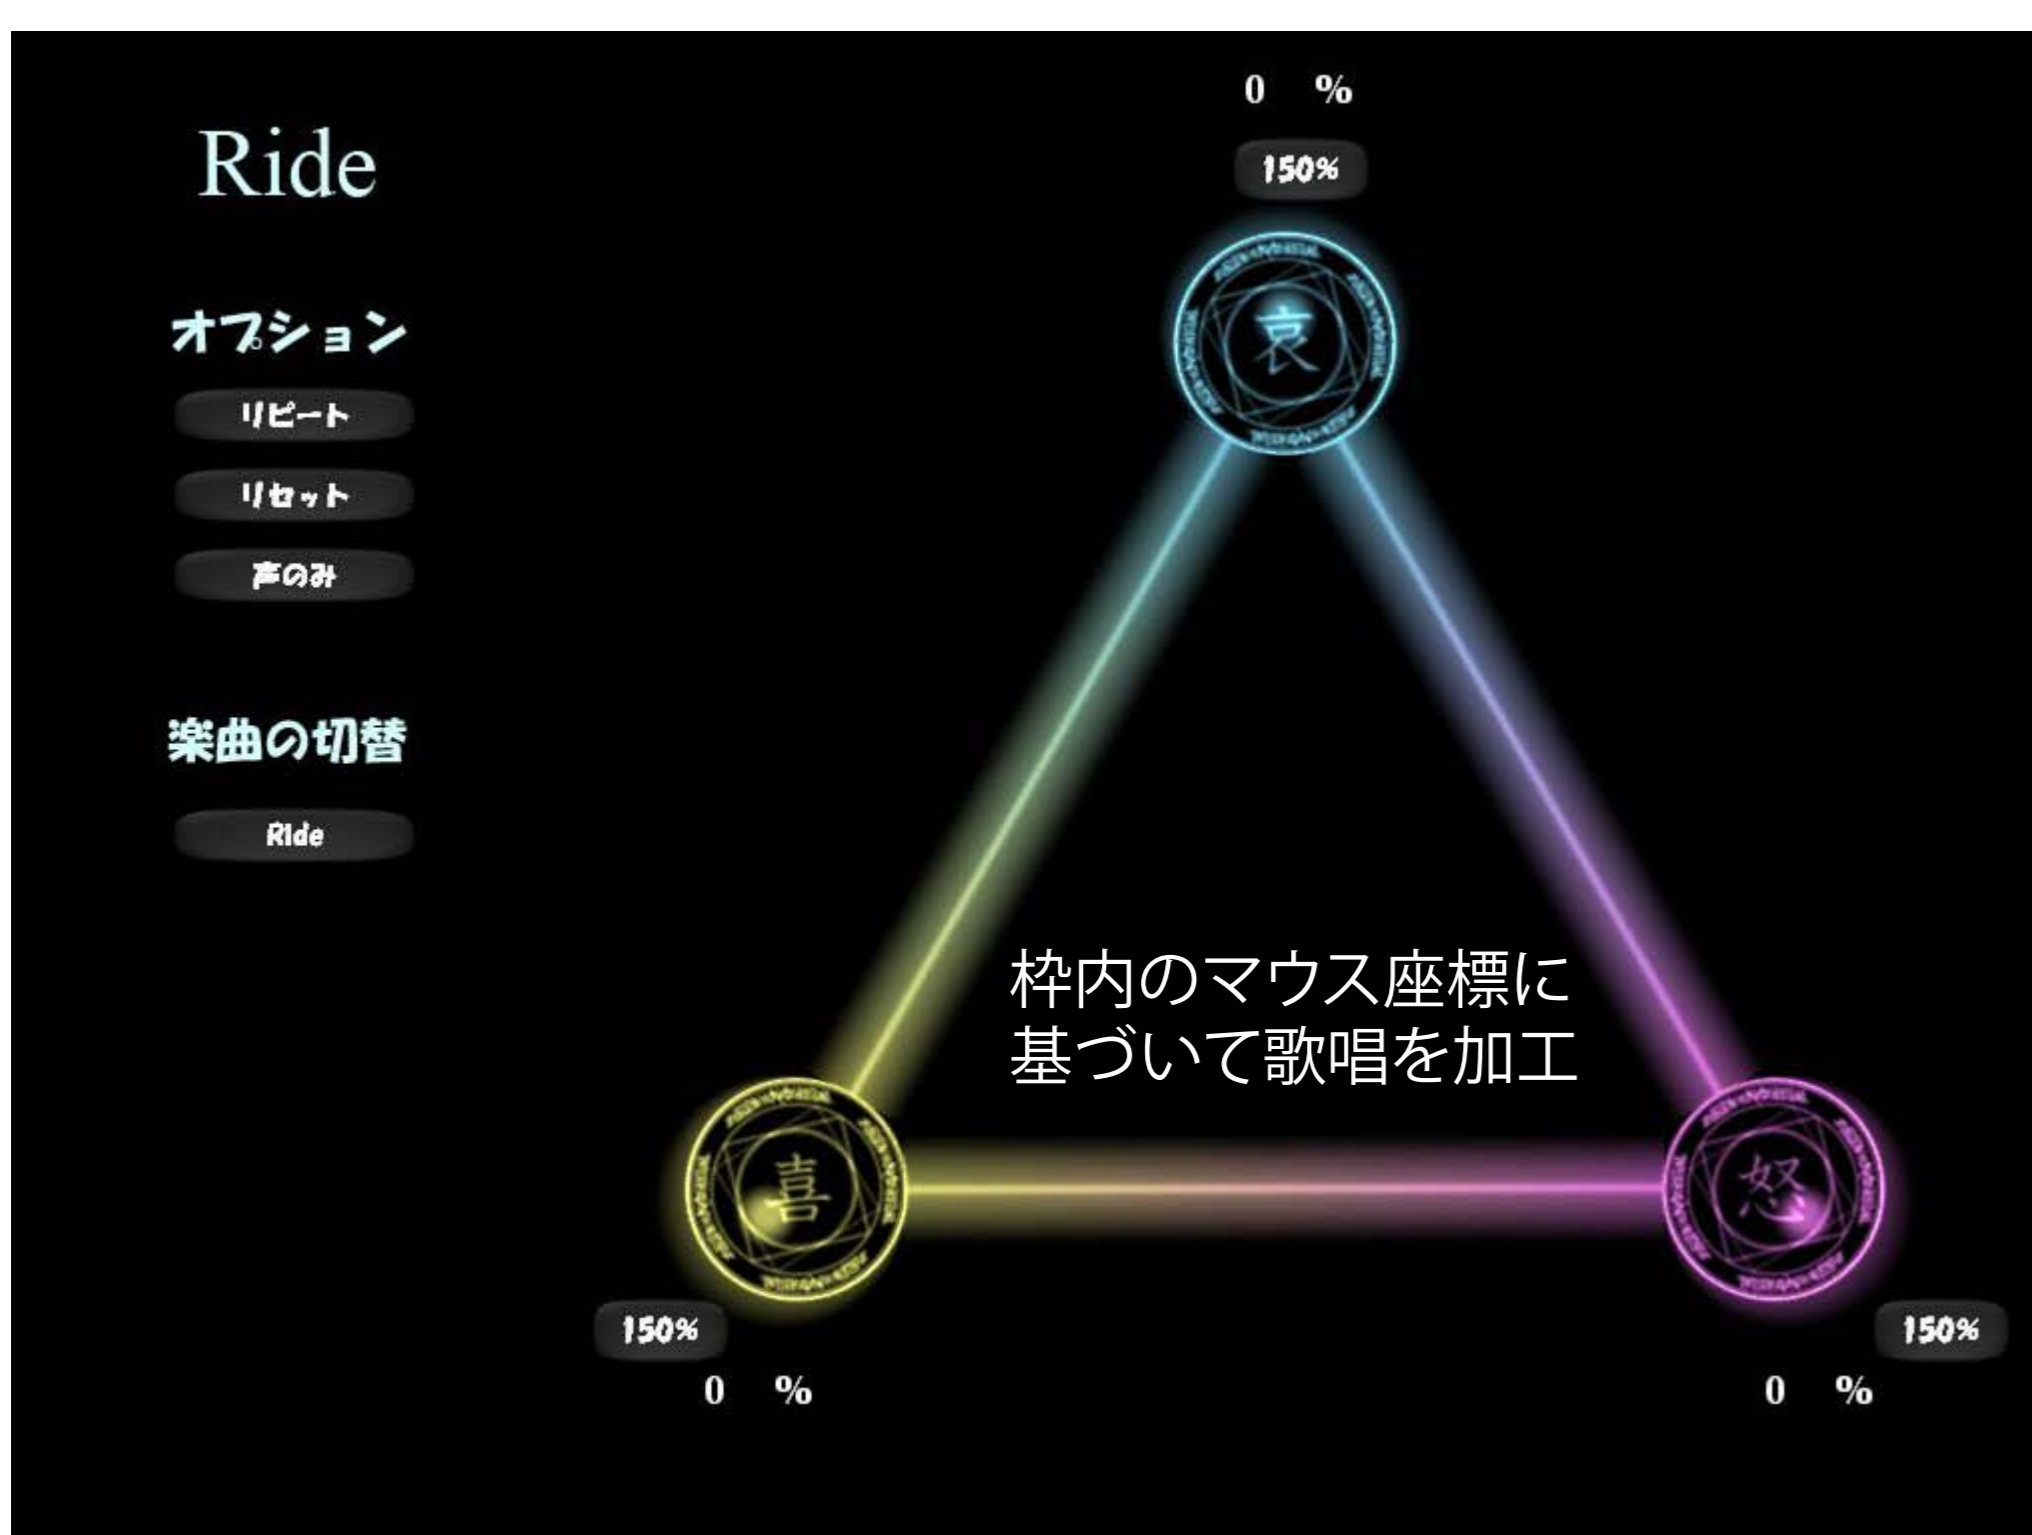 Ride
オプション
リピート
リセット
声のみ
楽曲の切替
RIde
0 %
150%
哀
枠内のマウス座標に
基づいて歌唱を加工
喜
怒
150%
0 %
150%
0 %